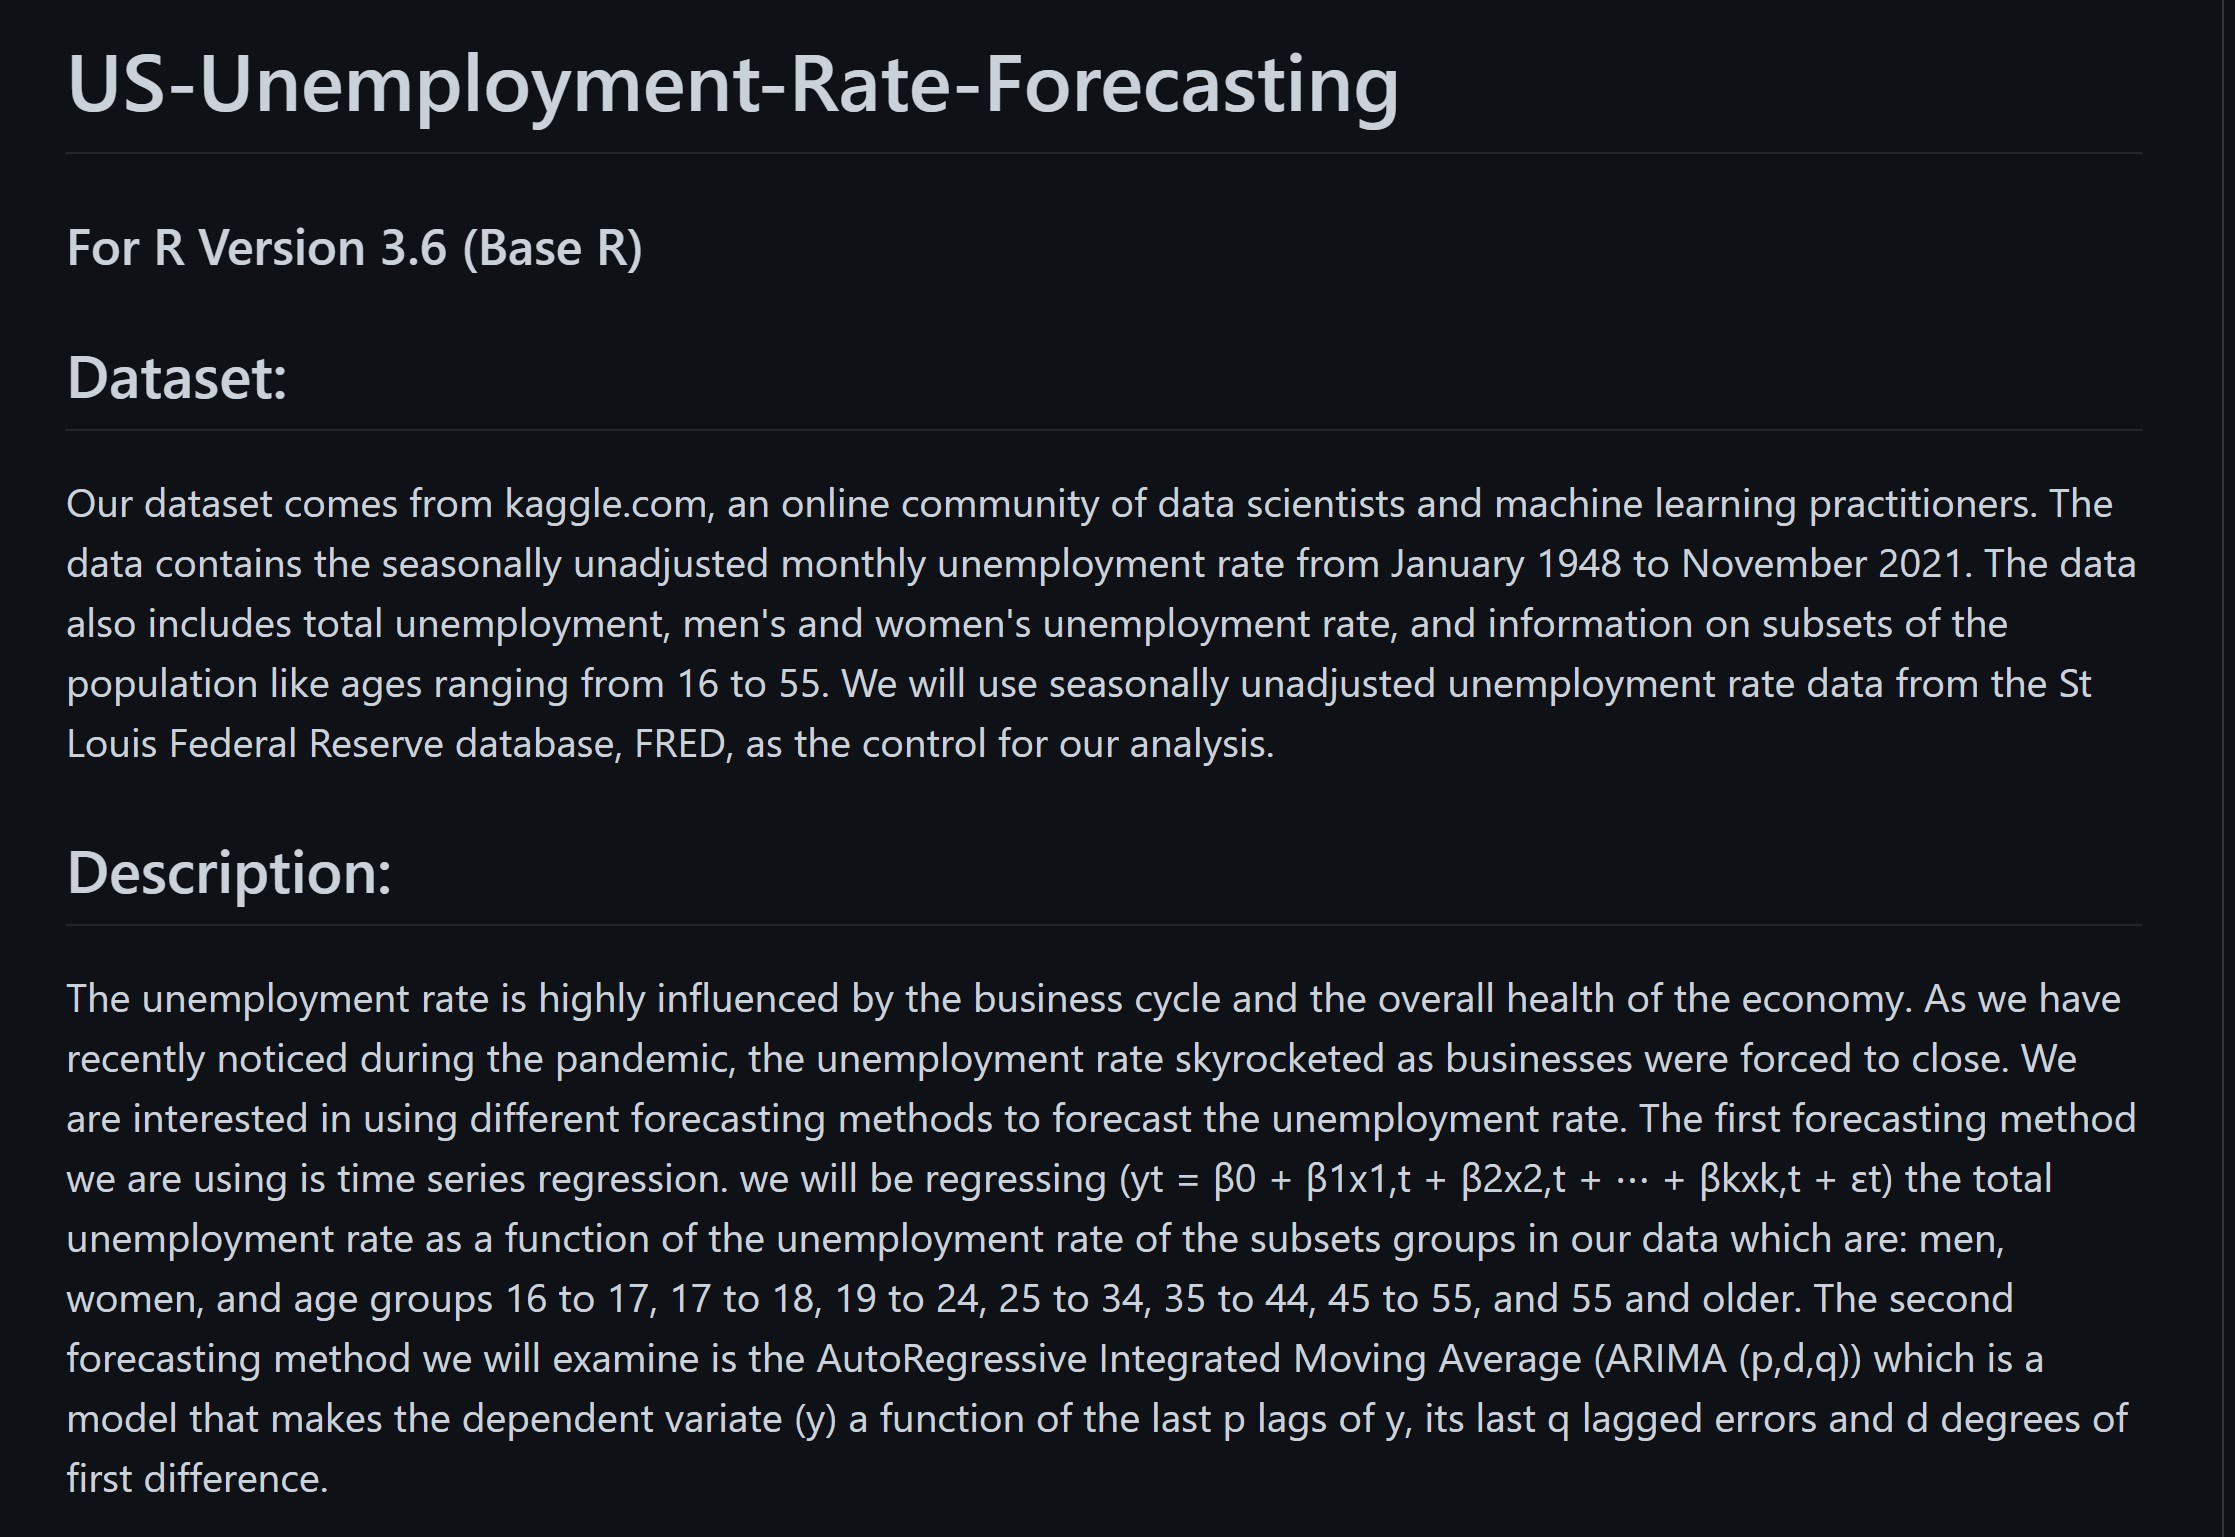 US-Unemployment-Rate-Forecasting
For R Version 3.6 (Base R)
Dataset:
Our dataset comes from kaggle.com, an online community of data scientists and machine learning practitioners. The
data contains the seasonally unadjusted monthly unemployment rate from January 1948 to November 2021. The data
also includes total unemployment, men's and women's unemployment rate, and information on subsets of the
population like ages ranging from 16 to 55. We will use seasonally unadjusted unemployment rate data from the St
Louis Federal Reserve database, FRED, as the control for our analysis.
Description:
The unemployment rate is highly influenced by the business cycle and the overall health of the economy. As we have
recently noticed during the pandemic, the unemployment rate skyrocketed as businesses were forced to close. We
are interested in using different forecasting methods to forecast the unemployment rate. The first forecasting method
we are using is time series regression. we will be regressing (yt = β0 + β1x1,t + β2x2,t + ⋯ + βkxk,t + εt) the total
unemployment rate as a function of the unemployment rate of the subsets groups in our data which are: men,
women, and age groups 16 to 17, 17 to 18, 19 to 24, 25 to 34, 35 to 44, 45 to 55, and 55 and older. The second
forecasting method we will examine is the AutoRegressive Integrated Moving Average (ARIMA (p,d,q)) which is a
model that makes the dependent variate (y) a function of the last p lags of y, its last q lagged errors and d degrees of
first difference.